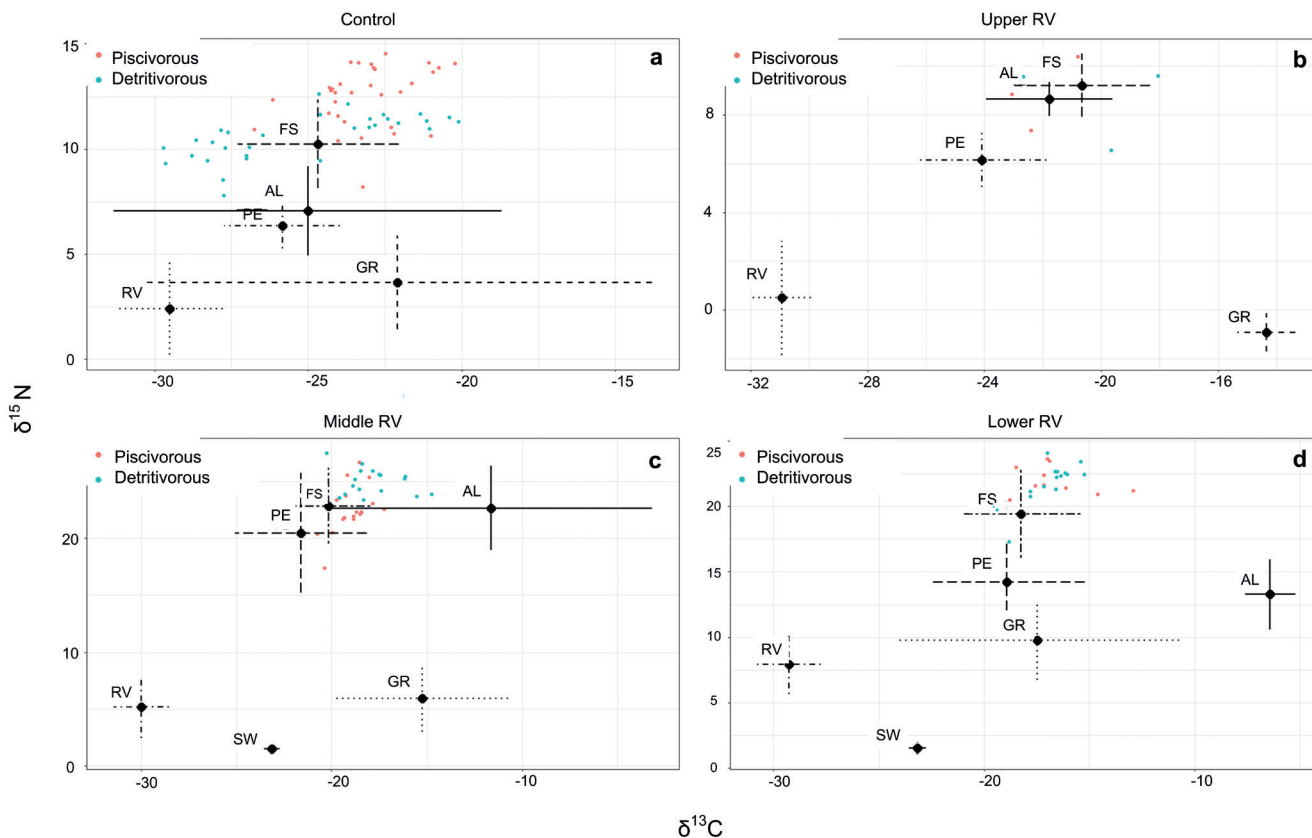 Control
Upper RV
15
Piscivorous
Detritivorous
a
FS
10
AL
PE
5
GR
RV
0
-30
-25
-20
-15
Piscivorous
Detritivorous
b
FS
AL
8
PE
4
RV
0
GR
-32
-28
-24
-20
-16
δ15N
Middle RV
Lower RV
Piscivorous
Detritivorous
c
FS
AL
PE
20
10
RV
GR
SW
0
-30
-20
-10
25
Piscivorous
Detritivorous
d
20
FS
15
PE
AL
10
GR
RV
5
SW
0
-30
-20
-10
δ13C